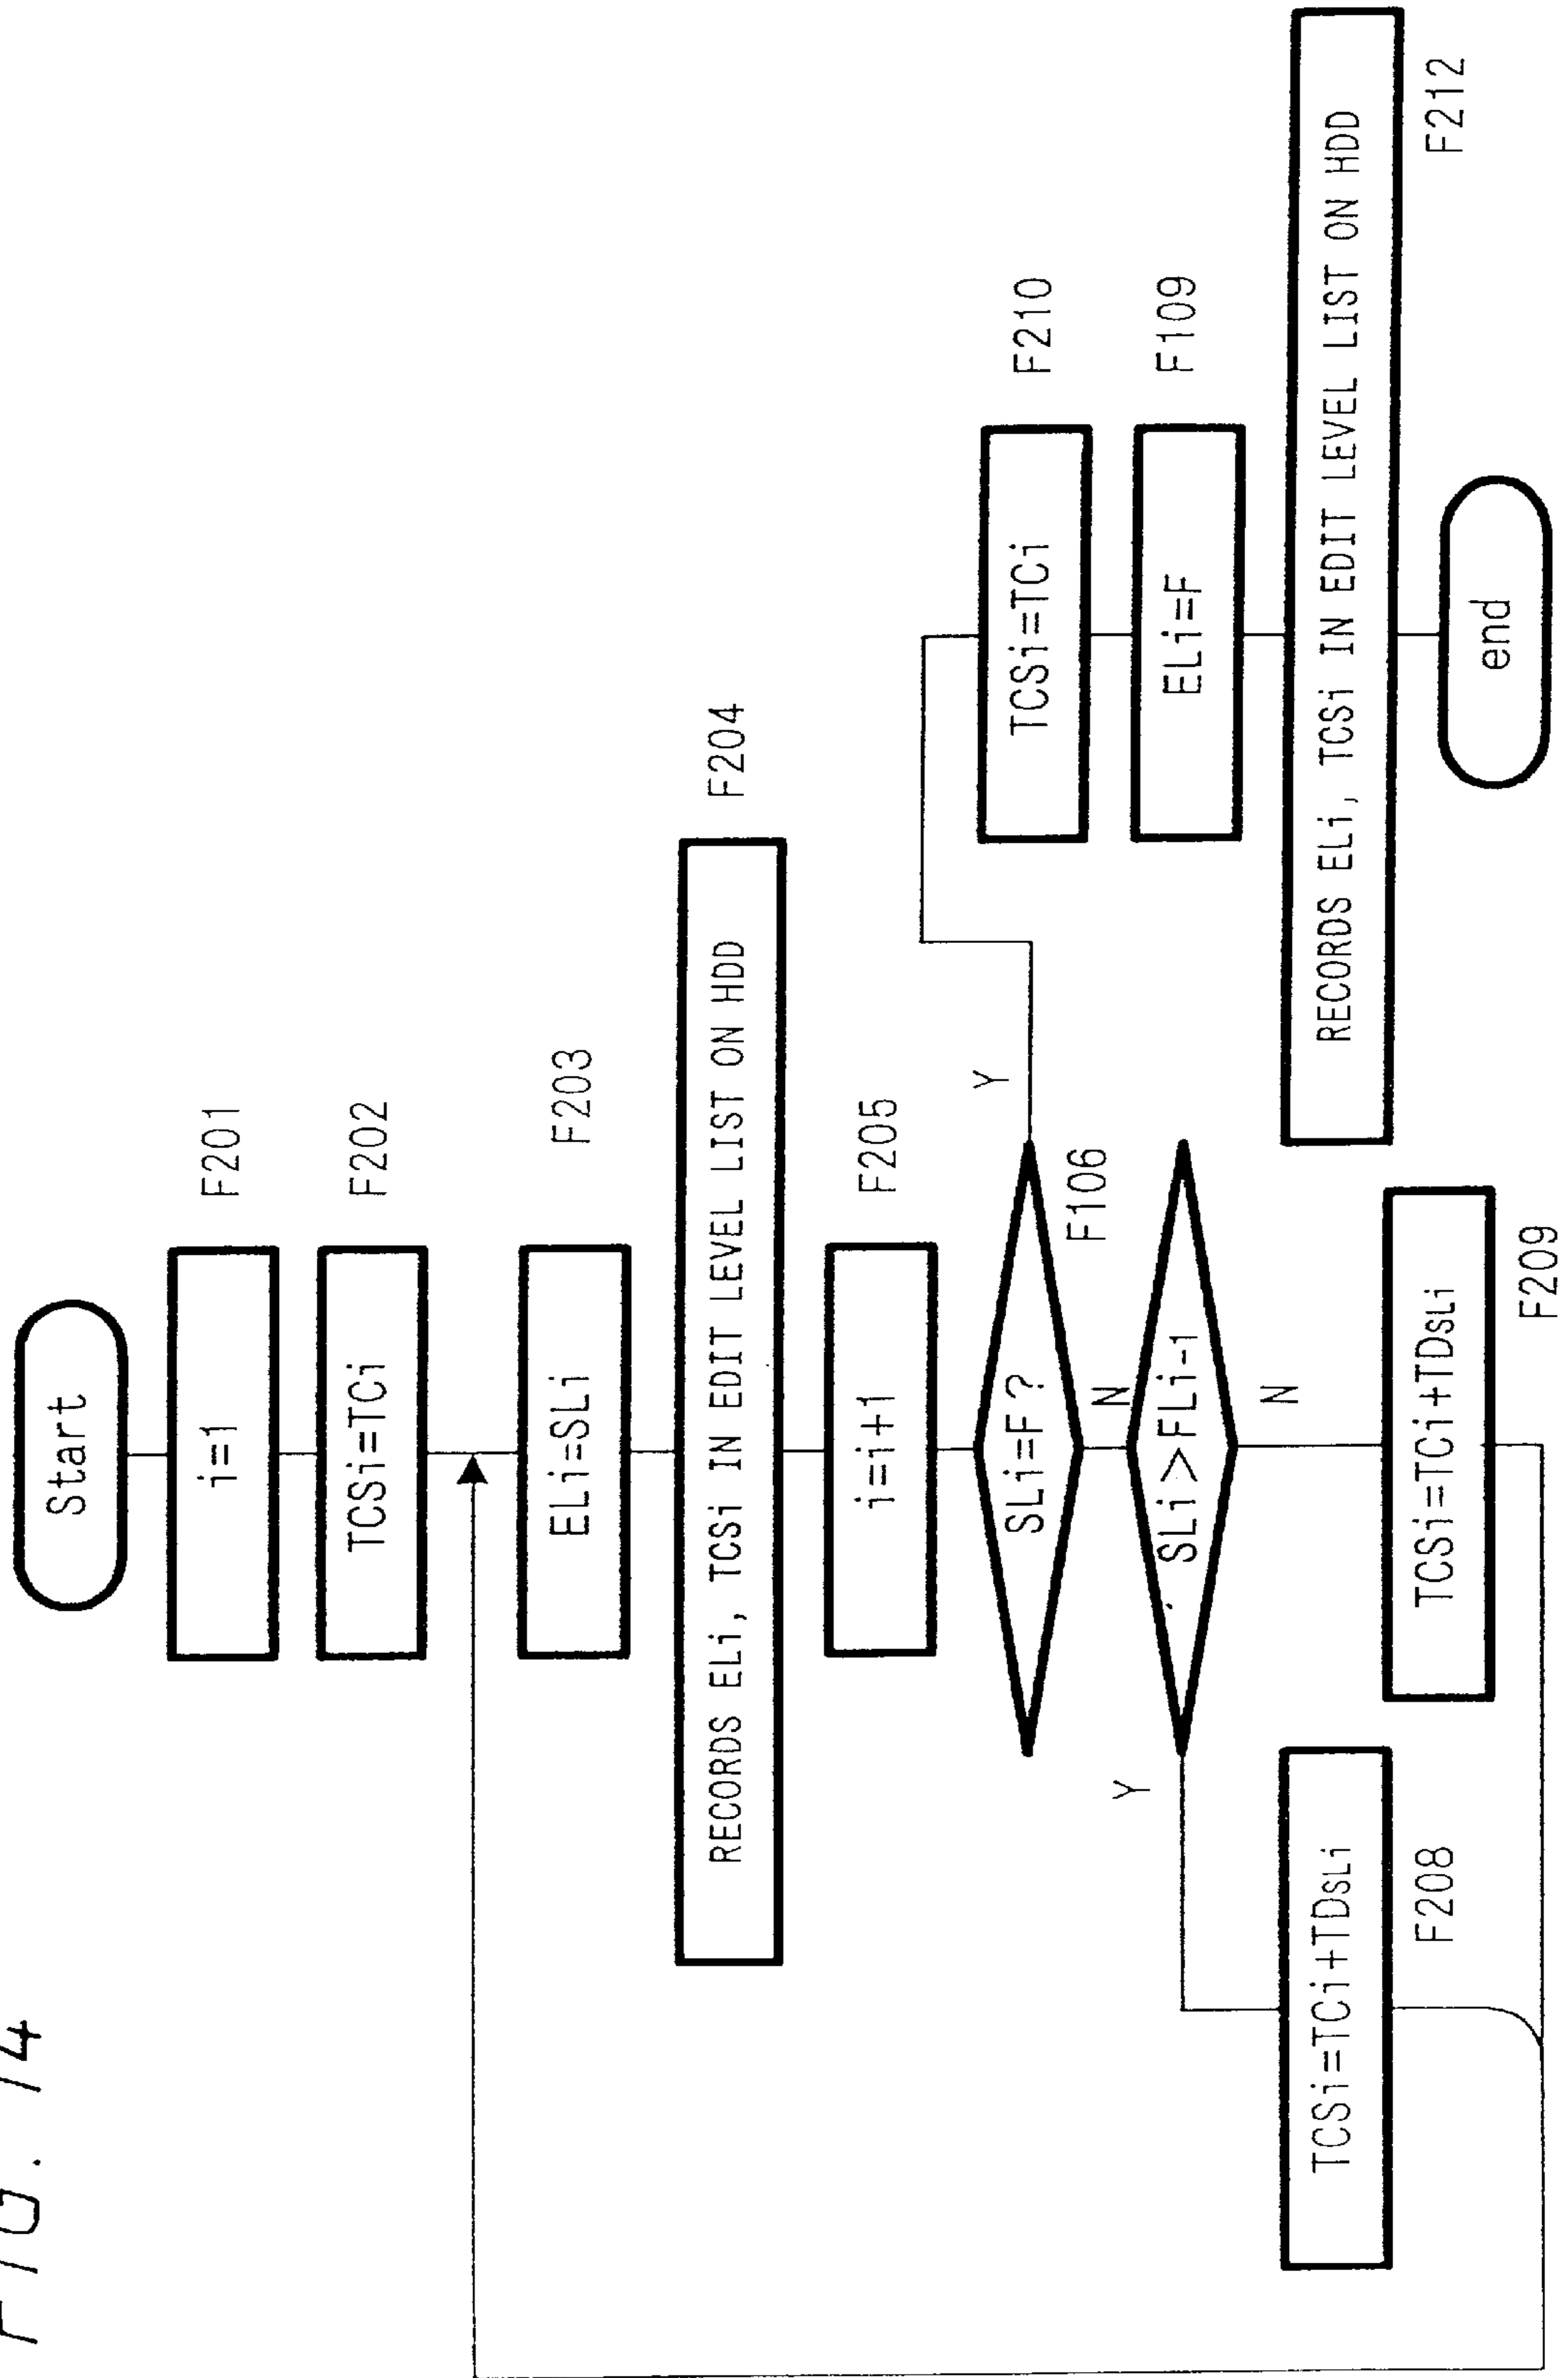 FIG. 14
Start
i=1
F201
TCSi=TCi
F202
ELi=SLi
F203
RECORDS ELi, TCSi IN EDIT LEVEL LIST ON HDD
F204
i=i+1
F205
SLi=F?
F106
Y
N
SLi>FLi-1
Y
N
TCSi=TCi+TDSLi
F208
TCSi=TCi+TDSLi
F209
TCSi=TCi
F210
ELi=F
F109
RECORDS ELi, TCSi IN EDIT LEVEL LIST ON HDD
F212
end